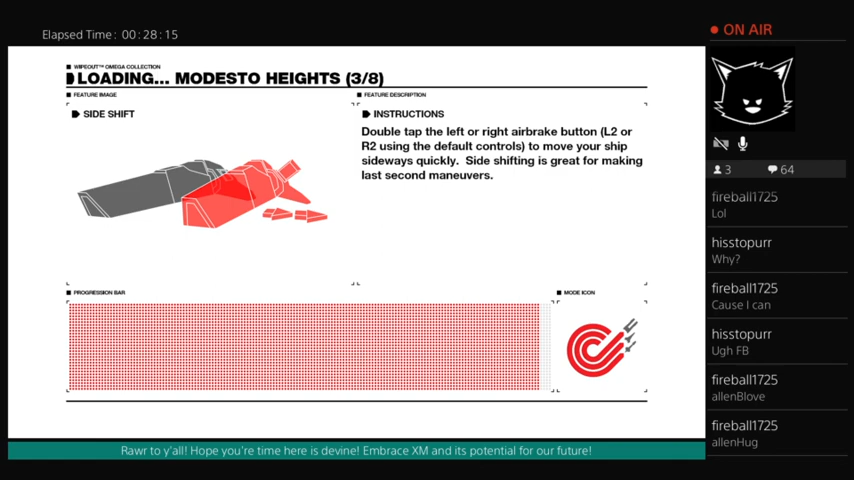 Elapsed Time: 00:28:15
ON AIR
WIPEOUT™ OMEGA COLLECTION
LOADING... MODESTO HEIGHTS (3/8)
FEATURE IMAGE
FEATURE DESCRIPTION
SIDE SHIFT
INSTRUCTIONS
Double tap the left or right airbrake button (L2 or
R2 using the default controls) to move your ship
sideways quickly. Side shifting is great for making
last second maneuvers.
PROGRESSION BAR
MODE ICON
3
64
fireball1725
Lol
hisstopurr
Why?
fireball1725
Cause I can
hisstopurr
Ugh FB
fireball1725
allenBlove
fireball1725
allenHug
Rawr to y'all! Hope you're time here is devine! Embrace XM and its potential for our future!